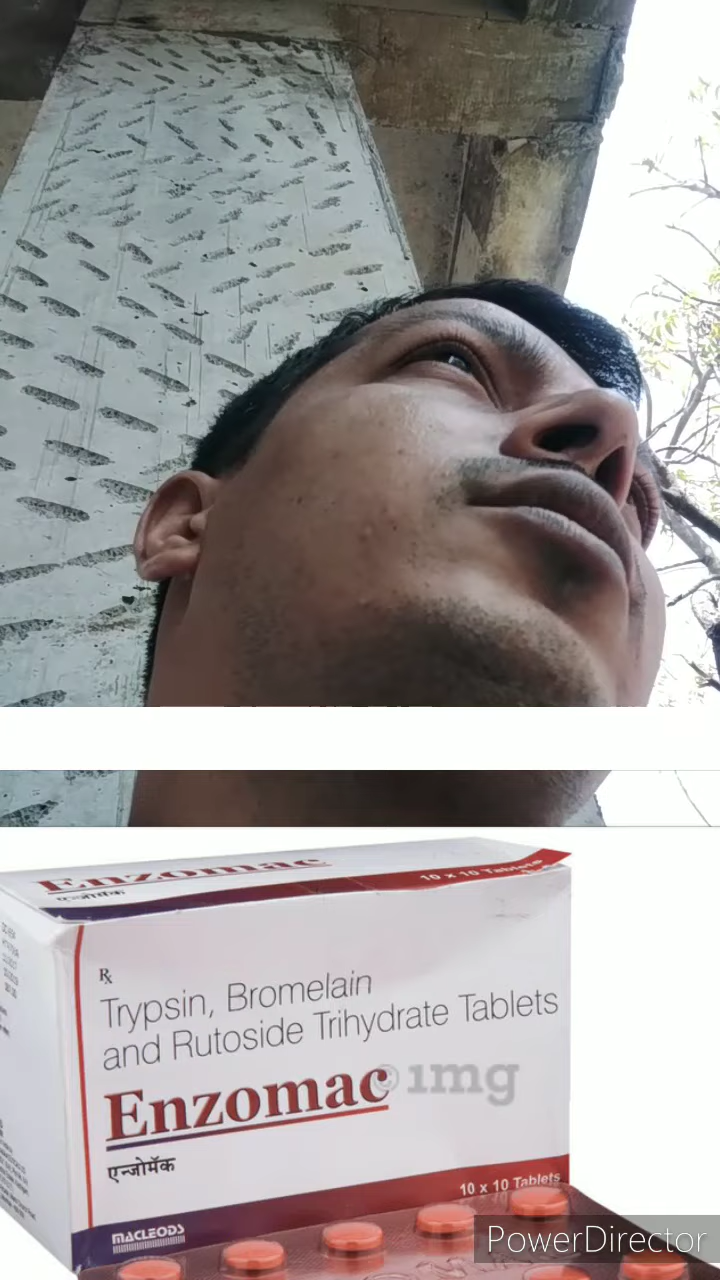 Enzomac
एन्जोमॅक
10 x 10 Tablets
Rx
Trypsin, Bromelain
and Rutoside Trihydrate Tablets
Enzomac
© 1mg
एन्जोमॅक
10 x 10 Tablets
MACLEODS
PowerDirector